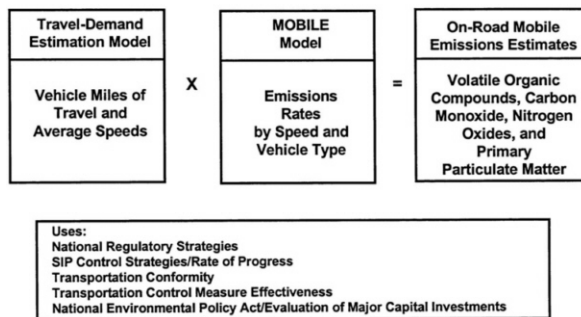 Travel-Demand
Estimation Model
Vehicle Miles of
Travel and
Average Speeds
X
MOBILE
Model
Emissions
Rates
by Speed and
Vehicle Type
=
On-Road Mobile
Emissions Estimates
Volatile Organic
Compounds, Carbon
Monoxide, Nitrogen
Oxides, and
Primary
Particulate Matter
Uses:
National Regulatory Strategies
SIP Control Strategies/Rate of Progress
Transportation Conformity
Transportation Control Measure Effectiveness
National Environmental Policy Act/Evaluation of Major Capital Investments